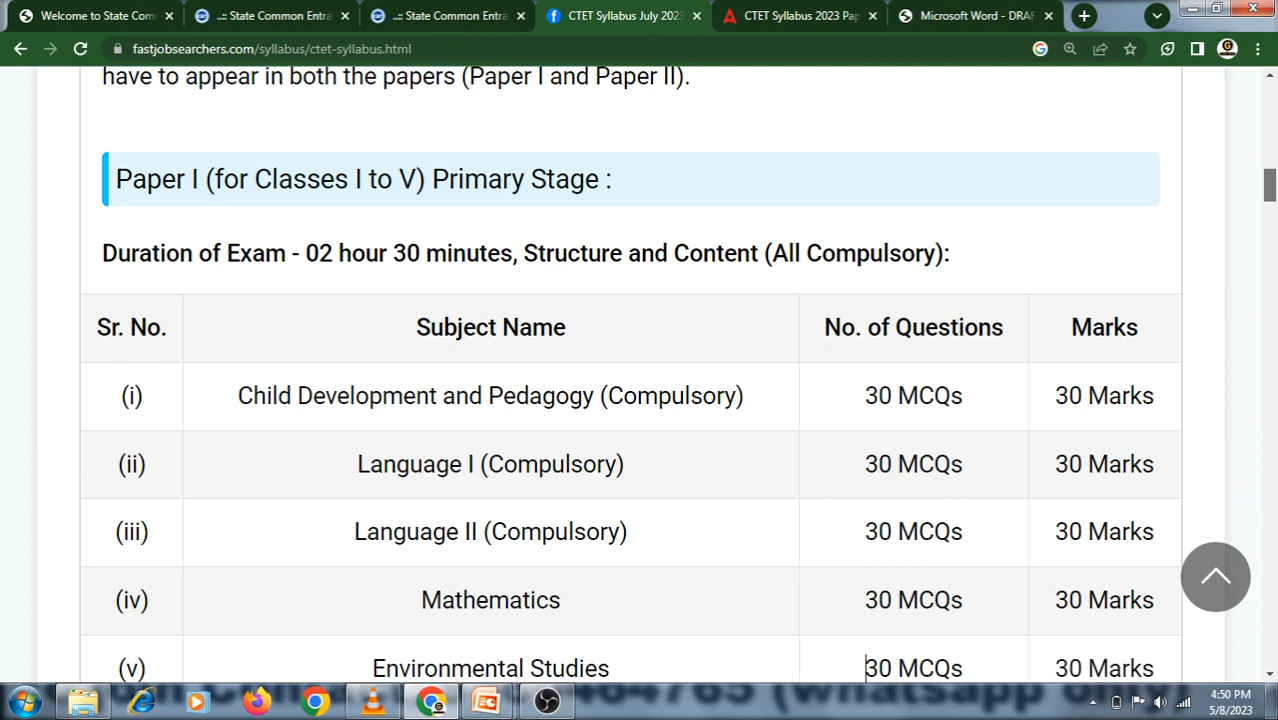 Welcome to State Com
..:: State Common Entra
..:: State Common Entra
CTET Syllabus July 2023
CTET Syllabus 2023 Pap
Microsoft Word - DRAF
fastjobsearchers.com/syllabus/ctet-syllabus.html
have to appear in both the papers (Paper I and Paper II).
Paper I (for Classes I to V) Primary Stage :
Duration of Exam - 02 hour 30 minutes, Structure and Content (All Compulsory):
Sr. No. Subject Name No. of Questions Marks
(i) Child Development and Pedagogy (Compulsory) 30 MCQs 30 Marks
(ii) Language I (Compulsory) 30 MCQs 30 Marks
(iii) Language II (Compulsory) 30 MCQs 30 Marks
(iv) Mathematics 30 MCQs 30 Marks
(v) Environmental Studies 30 MCQs 30 Marks
4:50 PM
5/8/2023